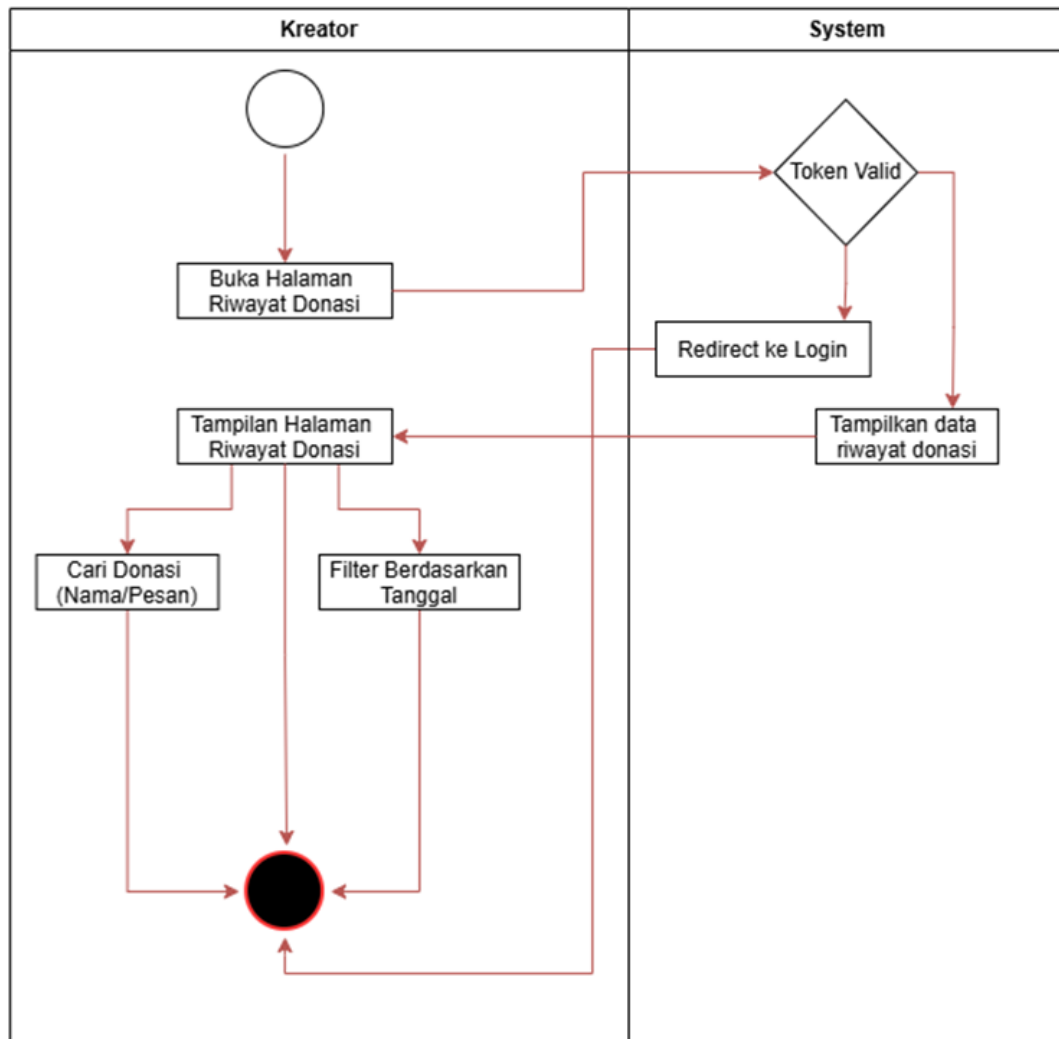 Kreator
System
Token Valid
Buka Halaman
Riwayat Donasi
Redirect ke Login
Tampilan Halaman
Riwayat Donasi
Tampilkan data
riwayat donasi
Cari Donasi
(Nama/Pesan)
Filter Berdasarkan
Tanggal